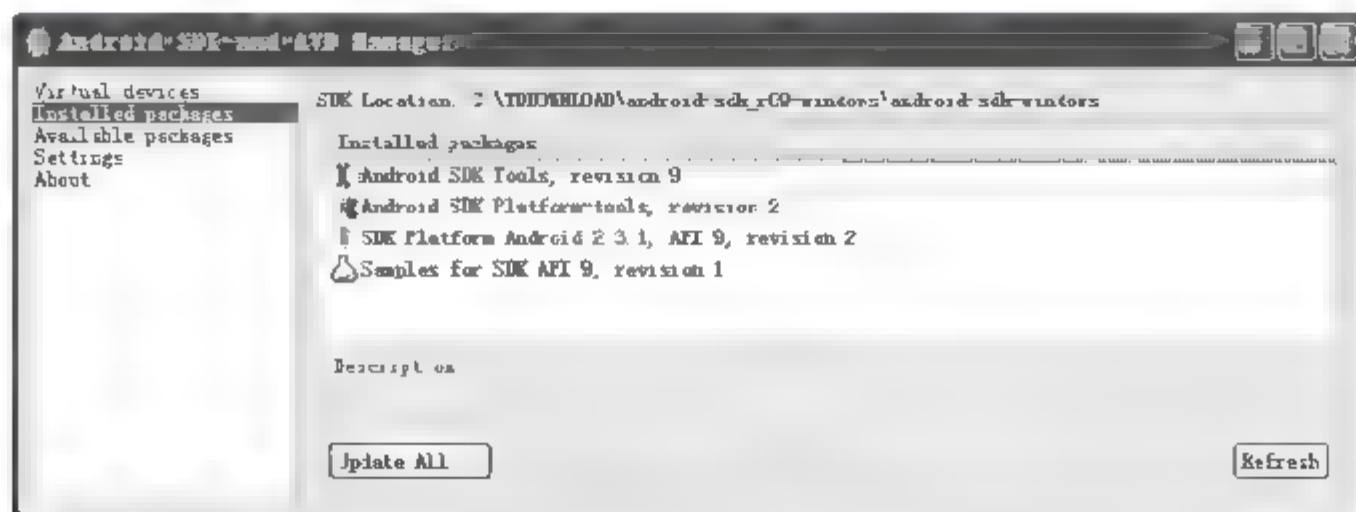 Android SDK and AVD Manager
Virtual devices
Installed packages
Available packages
Settings
About
SDK Location:
Installed packages
Android SDK Tools, revision 9
Android SDK Platform-tools, revision 2
SDK Platform Android 2.3.1, API 9, revision 2
Samples for SDK API 9, revision 1
Description
Update All
Refresh